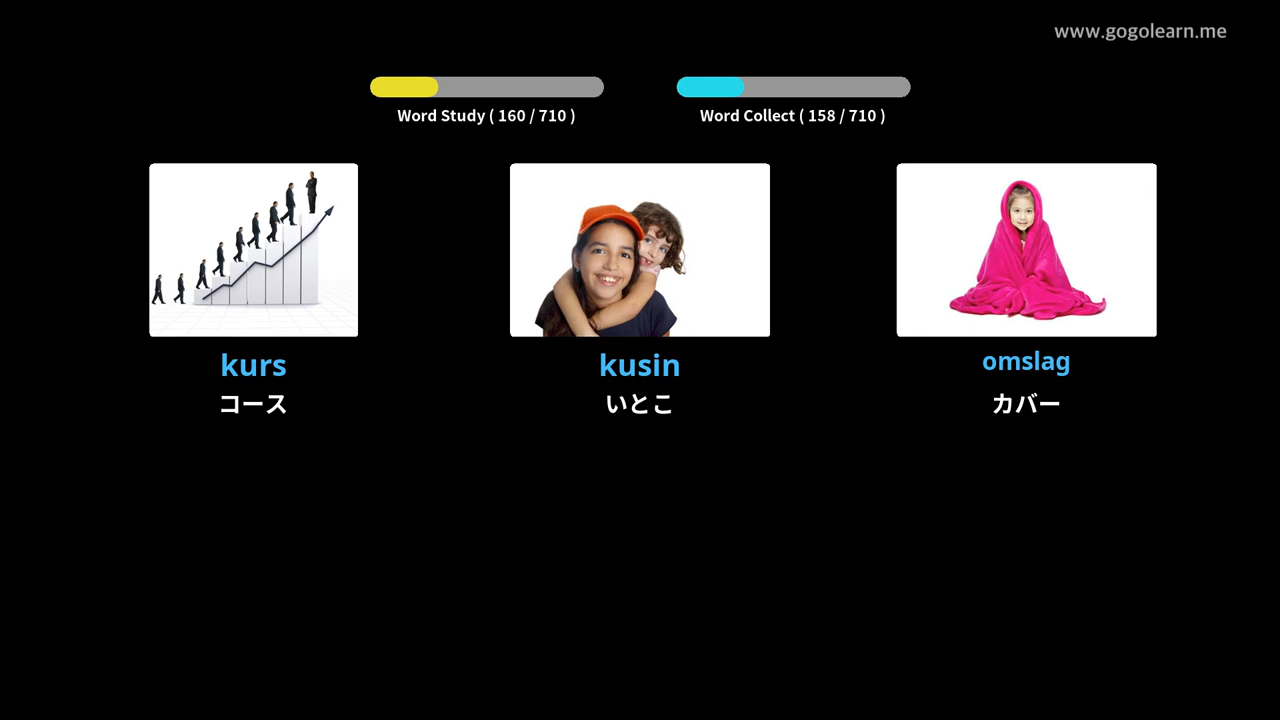 www.gogolearn.me
Word Study ( 160 / 710 )
Word Collect ( 158 / 710 )
kurs
コース
kusin
いとこ
omslag
カバー